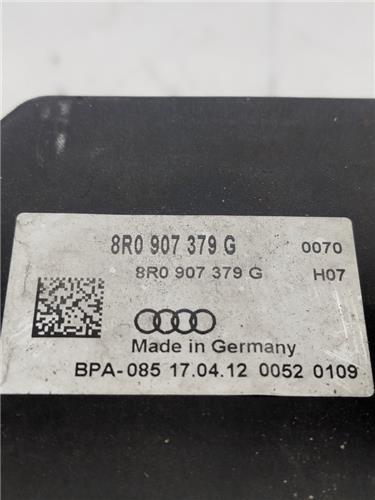 8R0 907 379 G 0070
8R0 907 379 G H07
Made in Germany
BPA-085 17.04.12 0052 0109